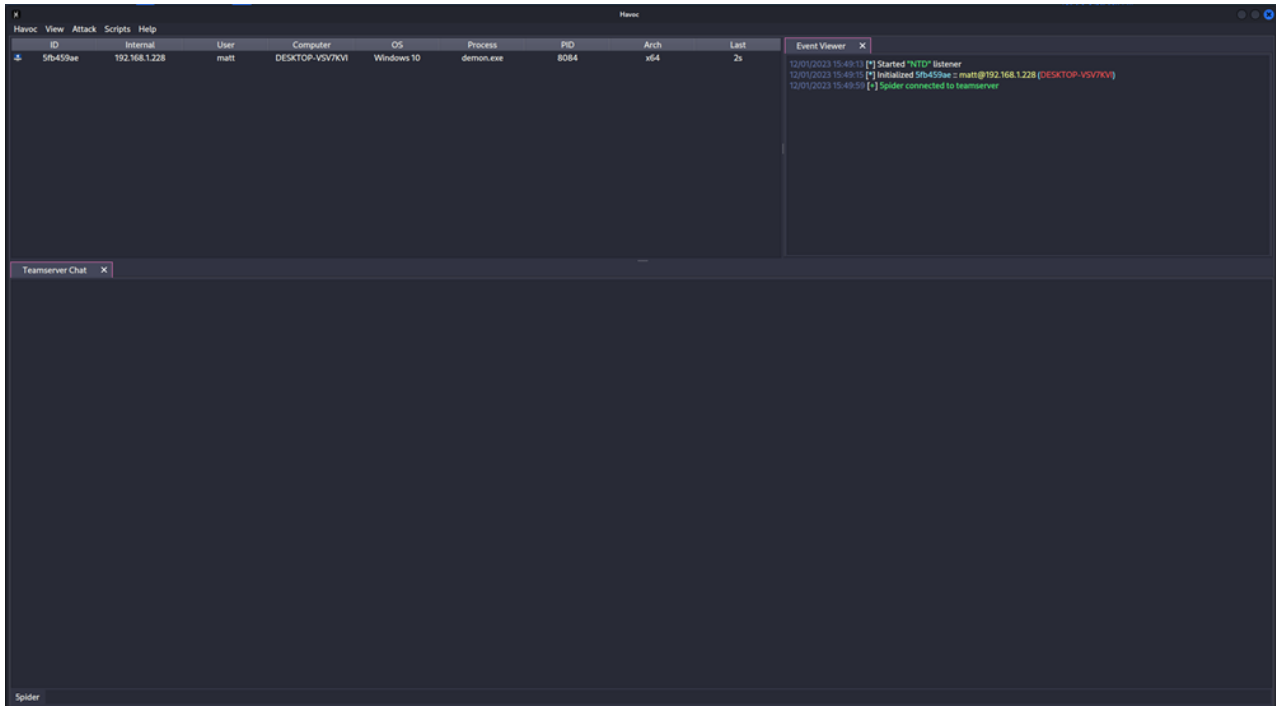 Havoc
Havoc View Attack Scripts Help
ID Internal User Computer OS Process PID Arch Last
5fb459ae 192.168.1.228 matt DESKTOP-VSV7KVI Windows 10 demon.exe 8084 x64 2s
Event Viewer X
12/01/2023 15:49:13 [*] Started "NTD" listener
12/01/2023 15:49:15 [*] Initialized 5fb459ae :: matt@192.168.1.228 (DESKTOP-VSV7KVI)
12/01/2023 15:49:59 [+] Spider connected to teamserver
Teamserver Chat X
Spider